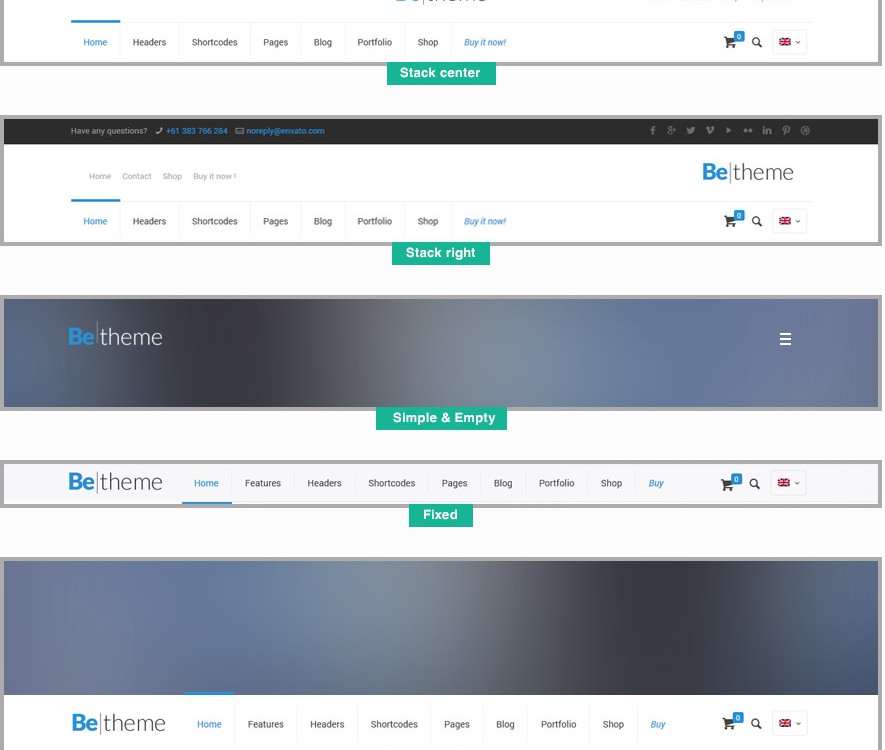 Be|theme
Home Headers Shortcodes Pages Blog Portfolio Shop Buy it now! 0
Stack center
Have any questions? +61 383 766 284 noreply@envato.com
Be|theme
Home Contact Shop Buy it now !
Home Headers Shortcodes Pages Blog Portfolio Shop Buy it now! 0
Stack right
Be|theme
Simple & Empty
Be|theme Home Features Headers Shortcodes Pages Blog Portfolio Shop Buy 0
Fixed
Be|theme Home Features Headers Shortcodes Pages Blog Portfolio Shop Buy 0